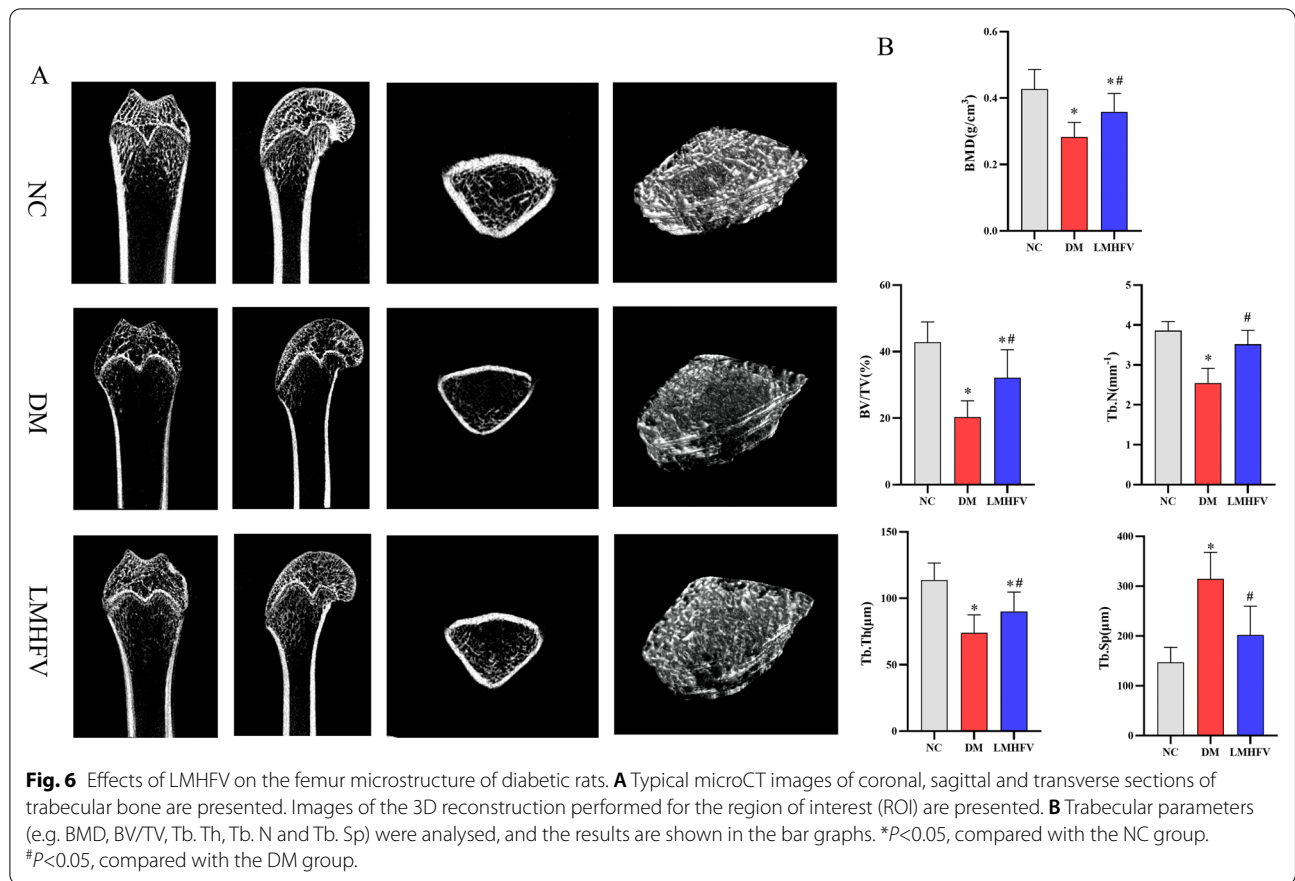 A
NC
DM
LMHFV
B
BMD(g/cm³)
0.6
0.4
0.2
0.0
*
*#
NC DM LMHFV
BV/TV(%)
60
40
20
0
*
*#
NC DM LMHFV
Tb.N(mm⁻¹)
5
4
3
2
1
0
*
#
NC DM LMHFV
Tb.Th(μm)
150
100
50
0
*
*#
NC DM LMHFV
Tb.Sp(μm)
400
300
200
100
0
*
#
NC DM LMHFV
Fig. 6 Effects of LMHFV on the femur microstructure of diabetic rats. A Typical microCT images of coronal, sagittal and transverse sections of
trabecular bone are presented. Images of the 3D reconstruction performed for the region of interest (ROI) are presented. B Trabecular parameters
(e.g. BMD, BV/TV, Tb. Th, Tb. N and Tb. Sp) were analysed, and the results are shown in the bar graphs. *P<0.05, compared with the NC group.
#P<0.05, compared with the DM group.